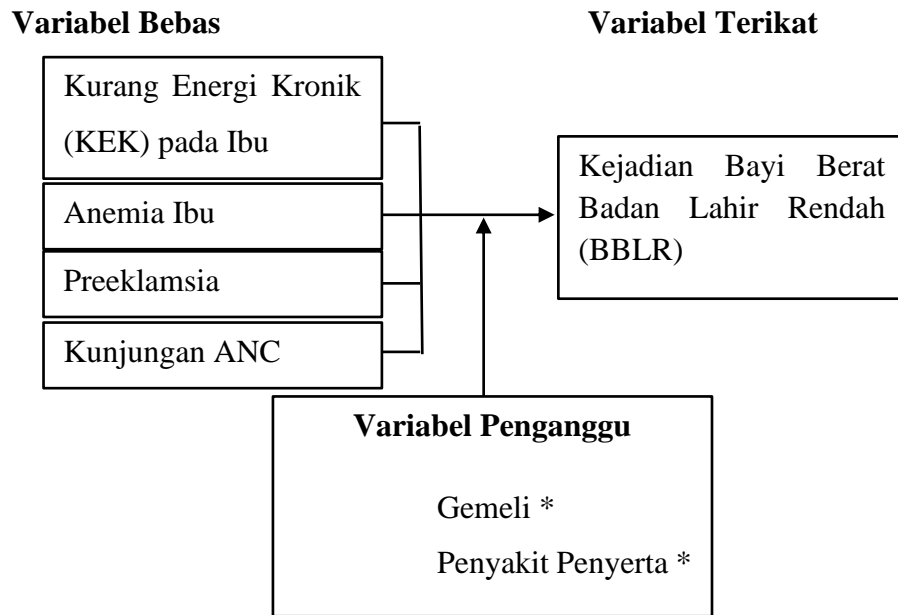 Variabel Bebas
Variabel Terikat
Kurang Energi Kronik
(KEK) pada Ibu
Anemia Ibu
Preeklamsia
Kunjungan ANC
Kejadian Bayi Berat
Badan Lahir Rendah
(BBLR)
Variabel Penganggu
Gemeli *
Penyakit Penyerta *